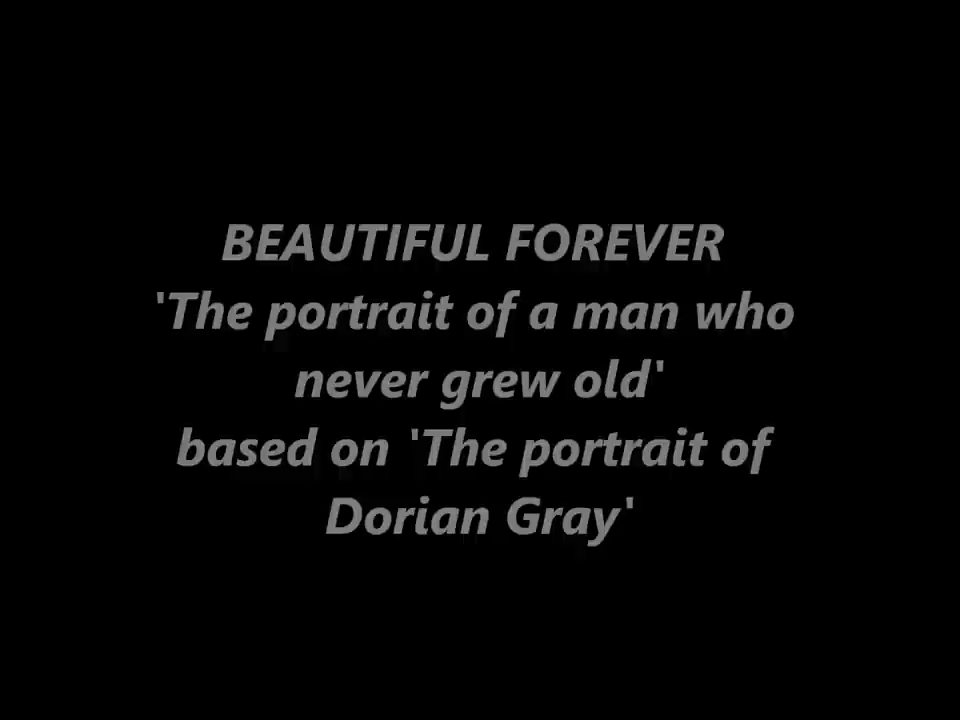 BEAUTIFUL FOREVER
'The portrait of a man who
never grew old'
based on 'The portrait of
Dorian Gray'